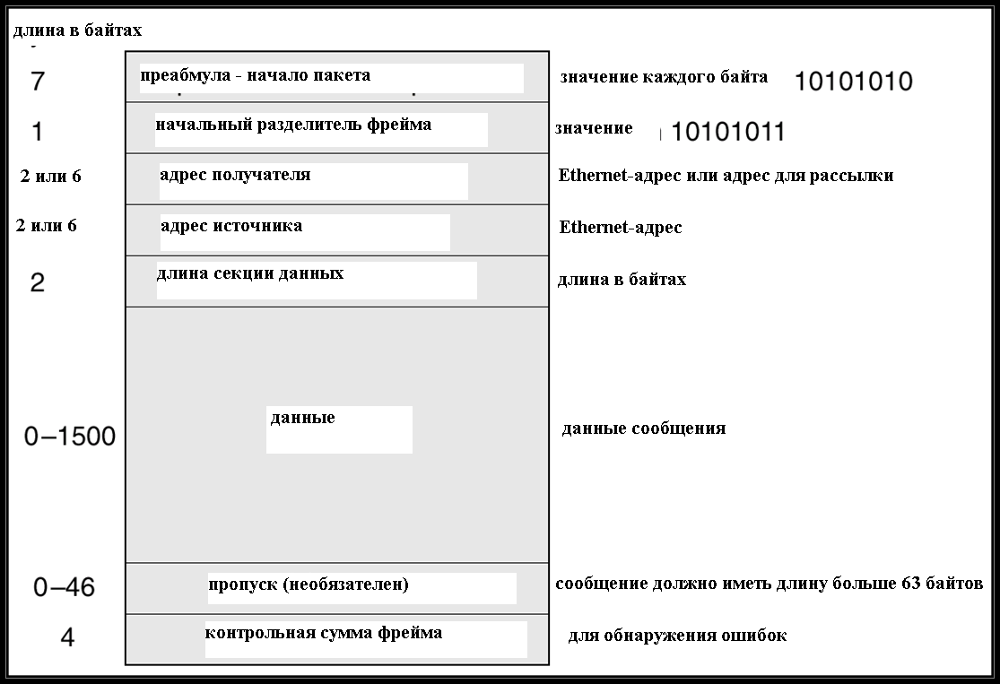 длина в байтах
7 преабмула - начало пакета значение каждого байта 10101010
1 начальный разделитель фрейма значение 10101011
2 или 6 адрес получателя Ethernet-адрес или адрес для рассылки
2 или 6 адрес источника Ethernet-адрес
2 длина секции данных длина в байтах
0–1500 данные данные сообщения
0–46 пропуск (необязателен) сообщение должно иметь длину больше 63 байтов
4 контрольная сумма фрейма для обнаружения ошибок